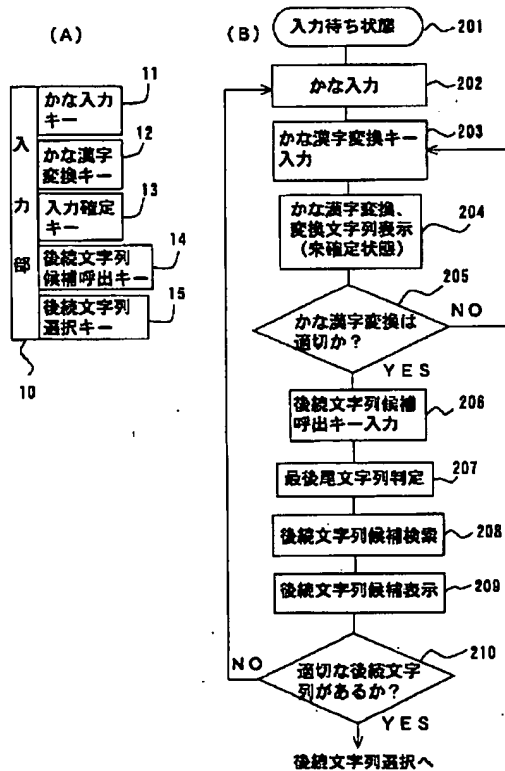 (A)
入力部
かな入力
キー
11
かな漢字
変換キー
12
入力確定
キー
13
後続文字列
候補呼出キー
14
後続文字列
選択キー
15
10
(B)
入力待ち状態
201
かな入力
202
かな漢字変換キー
入力
203
かな漢字変換、
変換文字列表示
(未確定状態)
204
205
かな漢字変換は
適切か?
NO
YES
後続文字列候補
呼出キー入力
206
最後尾文字列判定
207
後続文字列候補検索
208
後続文字列候補表示
209
210
適切な後続文字
列があるか?
NO
YES
後続文字列選択へ